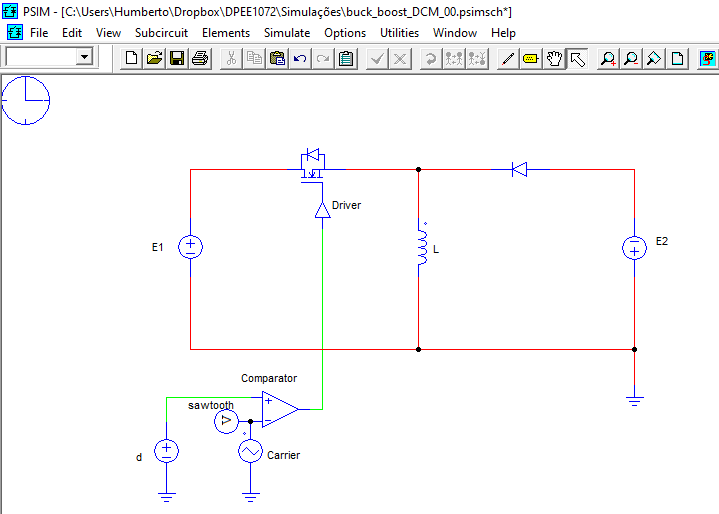 PSIM - [C:\Users\Humberto\Dropbox\DPEE1072\Simulações\buck_boost_DCM_00.psimsch*]
File Edit View Subcircuit Elements Simulate Options Utilities Window Help
Driver
E1
E2
L
Comparator
sawtooth
V
Carrier
d